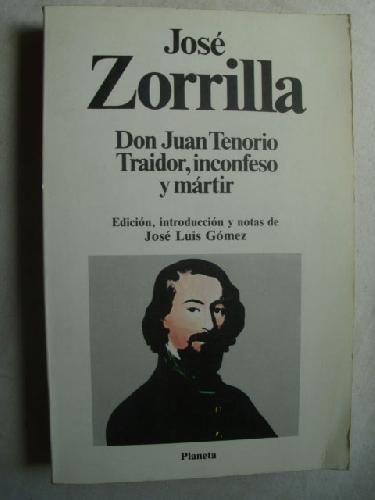 José
Zorrilla
Don Juan Tenorio
Traidor, inconfeso
y mártir
Edición, introducción y notas de
José Luis Gómez
Planeta